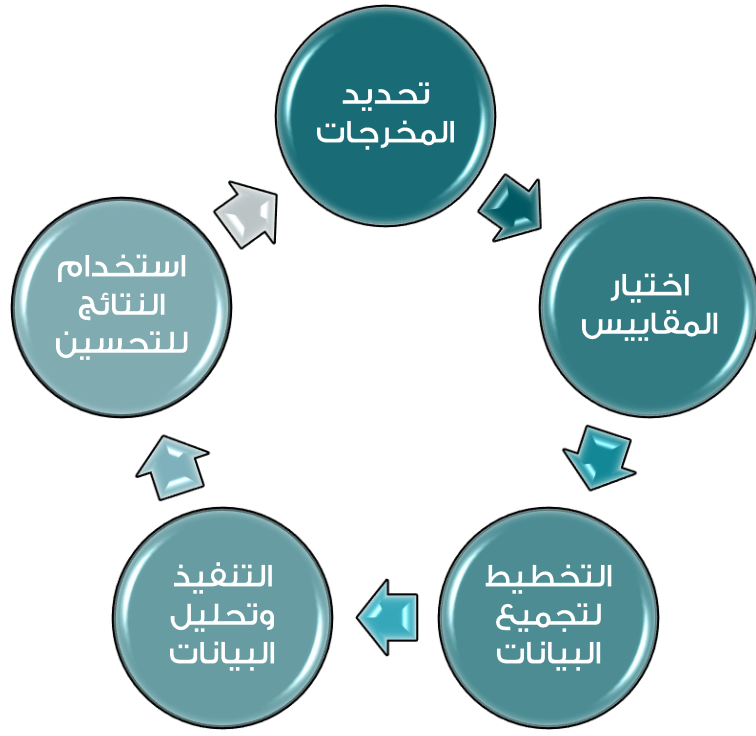 تحديد
المخرجات
اختيار
المقاييس
التخطيط
لتجميع
البيانات
التنفيذ
وتحليل
البيانات
استخدام
النتائج
للتحسين